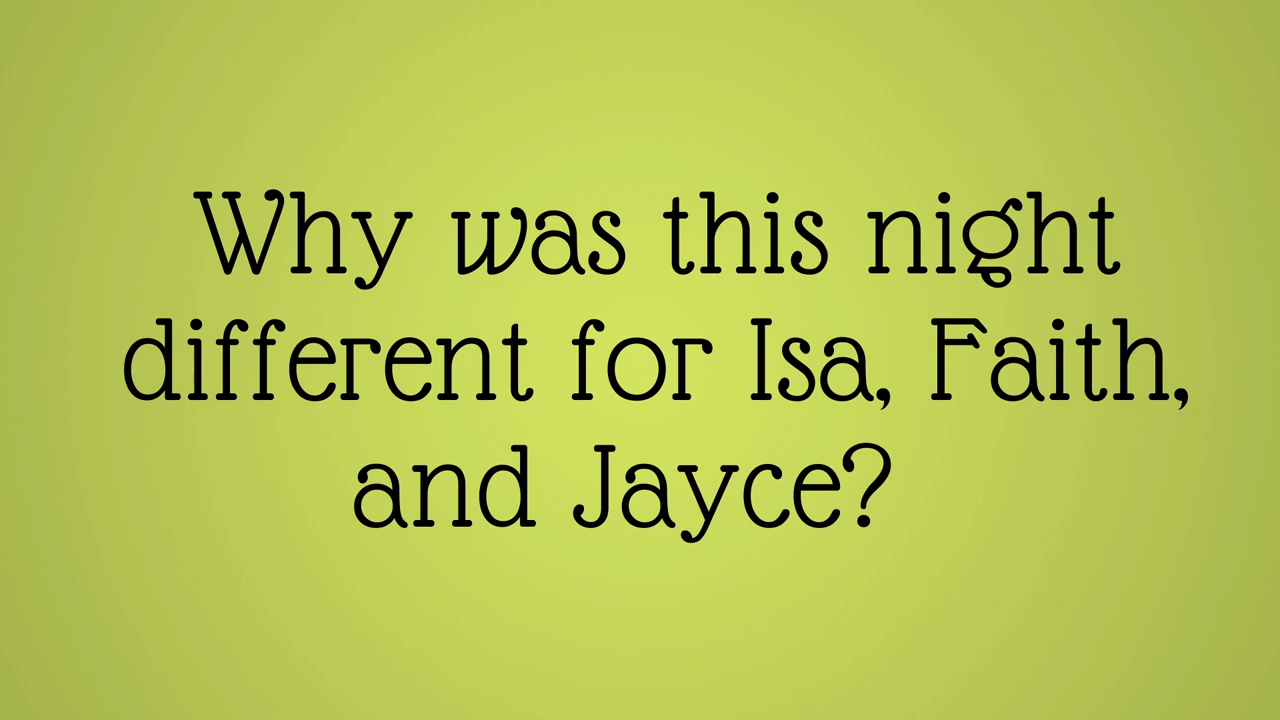 Why was this night
different for Isa, Faith,
and Jayce?